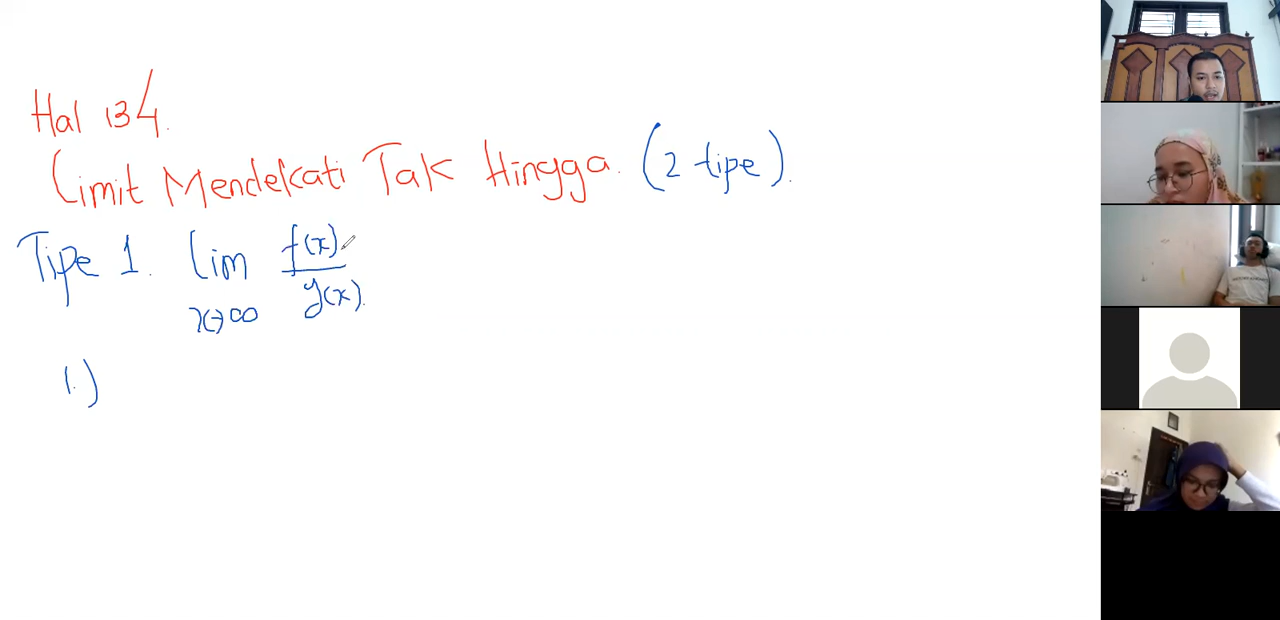 Hal 134.
Limit Mendekati Tak Hingga. (2 tipe).
Tipe 1. lim f(x)/g(x).
x→∞
1.)